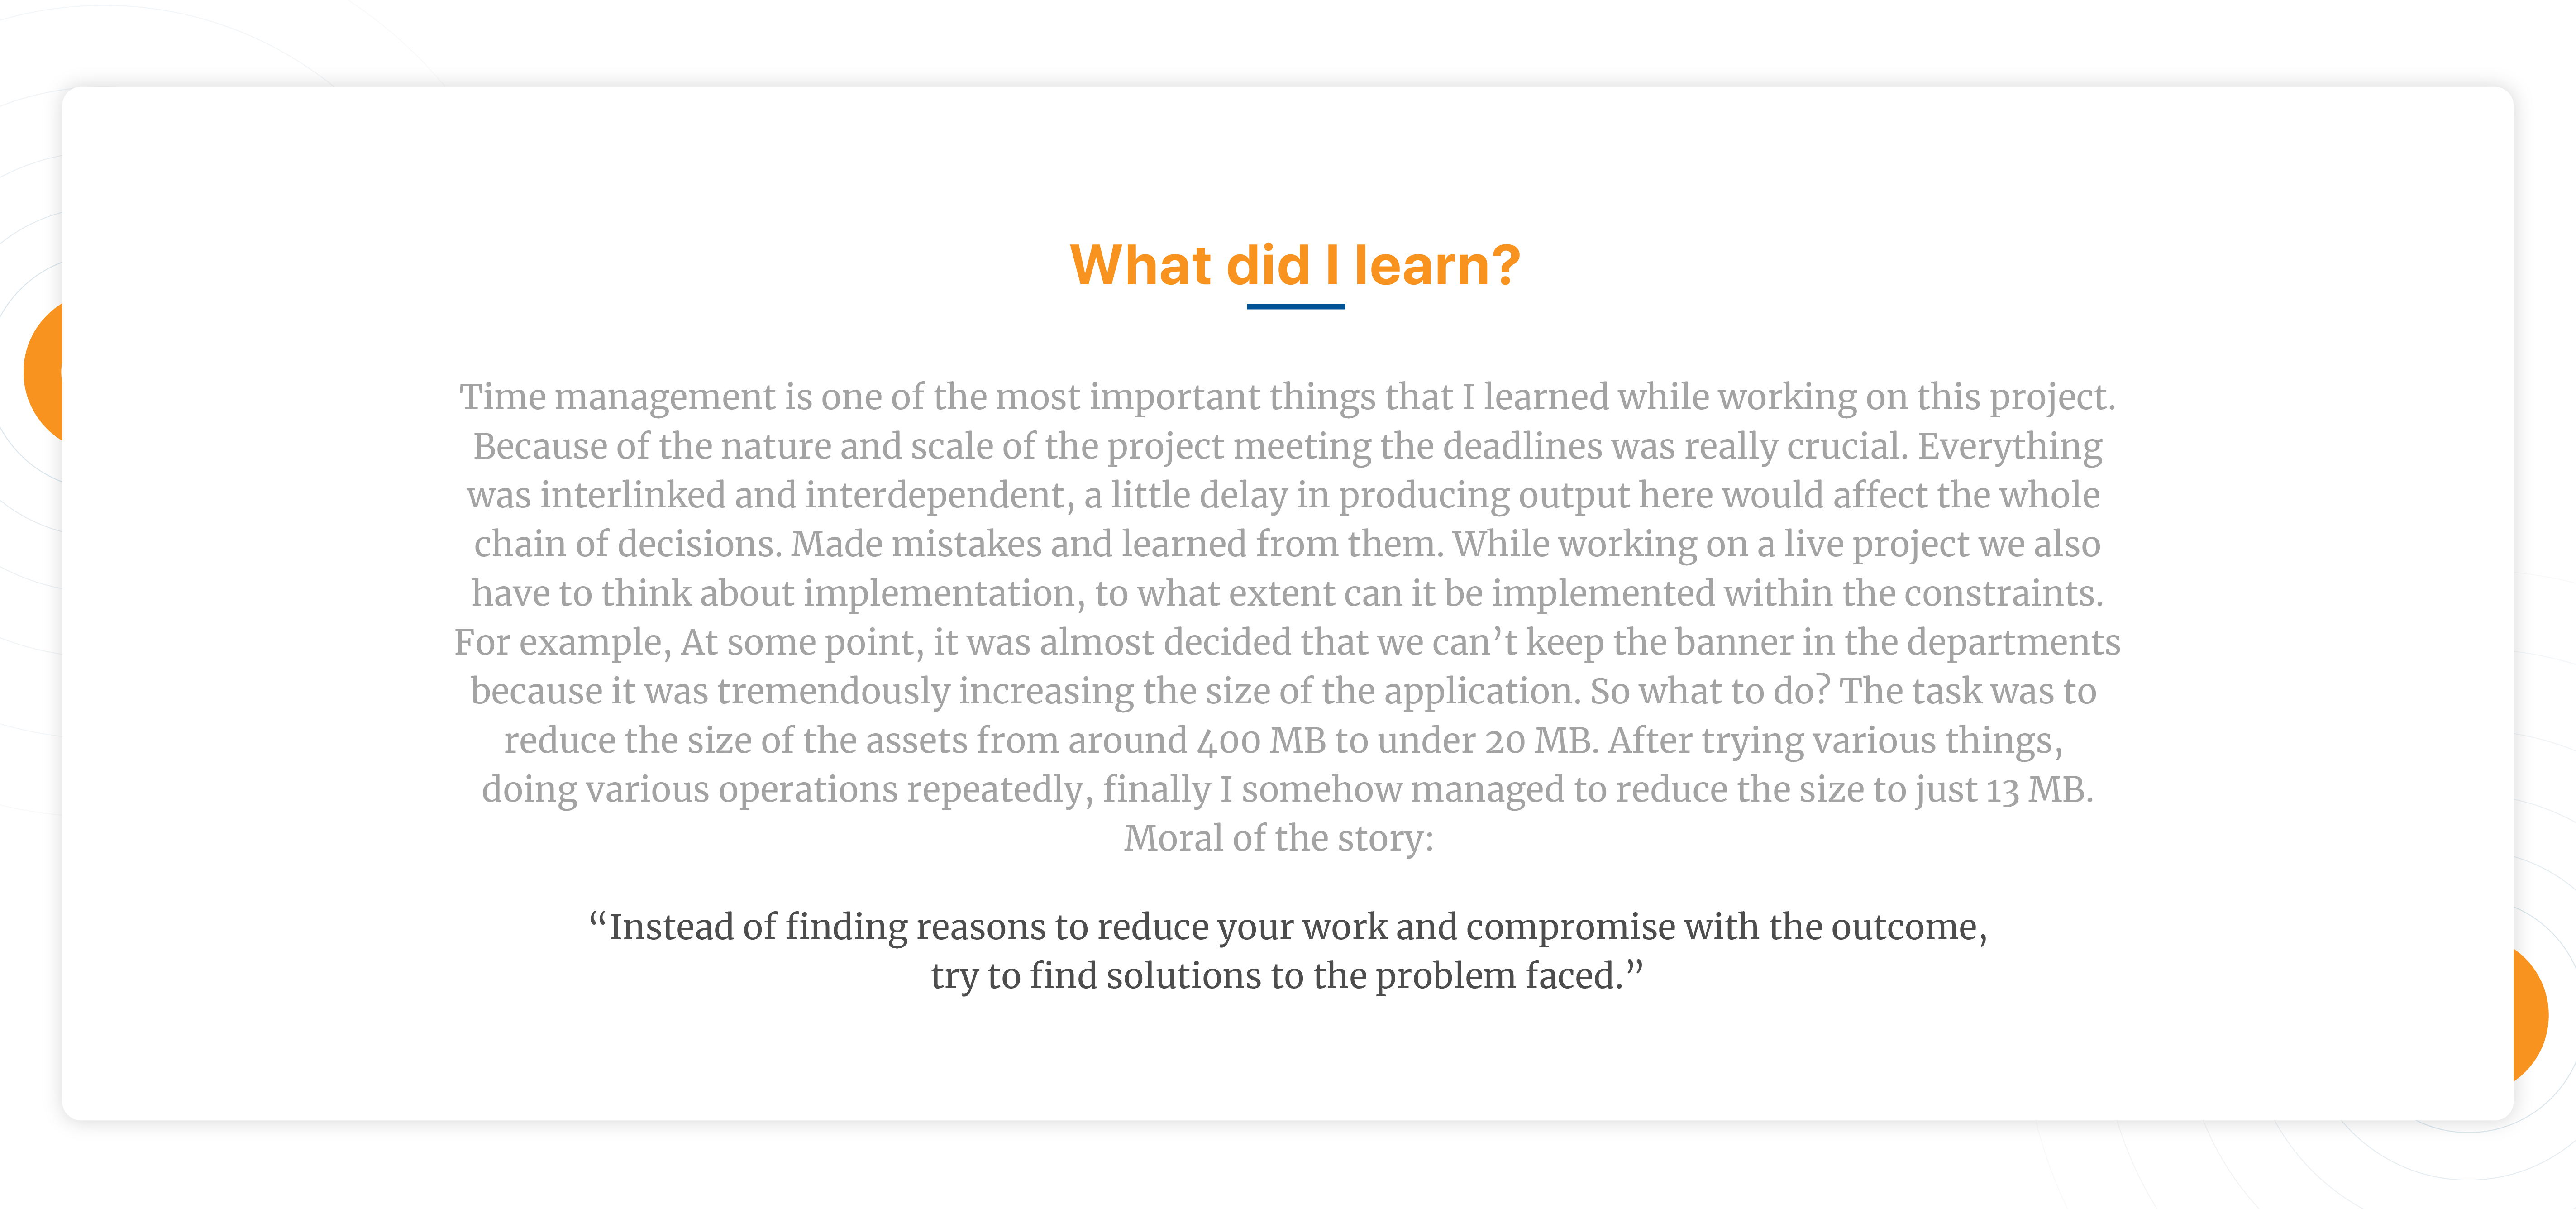 What did I learn?
Time management is one of the most important things that I learned while working on this project.
Because of the nature and scale of the project meeting the deadlines was really crucial. Everything
was interlinked and interdependent, a little delay in producing output here would affect the whole
chain of decisions. Made mistakes and learned from them. While working on a live project we also
have to think about implementation, to what extent can it be implemented within the constraints.
For example, At some point, it was almost decided that we can’t keep the banner in the departments
because it was tremendously increasing the size of the application. So what to do? The task was to
reduce the size of the assets from around 400 MB to under 20 MB. After trying various things,
doing various operations repeatedly, finally I somehow managed to reduce the size to just 13 MB.
Moral of the story:
“Instead of finding reasons to reduce your work and compromise with the outcome,
try to find solutions to the problem faced.”